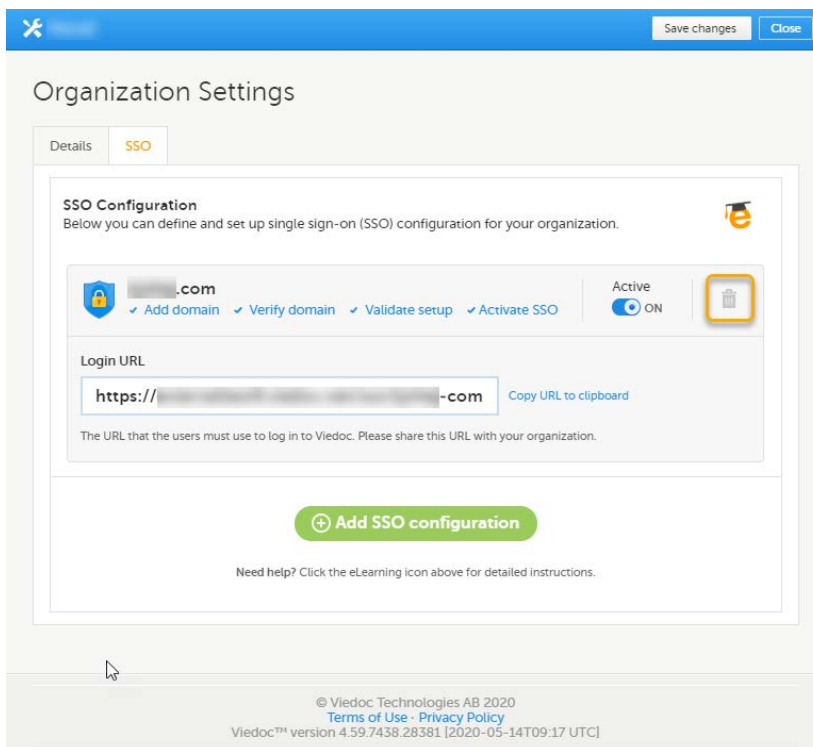 Save changes
Close
Organization Settings
Details
SSO
SSO Configuration
Below you can define and set up single sign-on (SSO) configuration for your organization.
e
.com
Add domain Verify domain Validate setup Activate SSO
Active
ON
Login URL
https:// -com
Copy URL to clipboard
The URL that the users must use to log in to Viedoc. Please share this URL with your organization.
Add SSO configuration
Need help? Click the eLearning icon above for detailed instructions.
© Viedoc Technologies AB 2020
Terms of Use · Privacy Policy
Viedoc™ version 4.59.7438.28381 [2020-05-14T09:17 UTC]